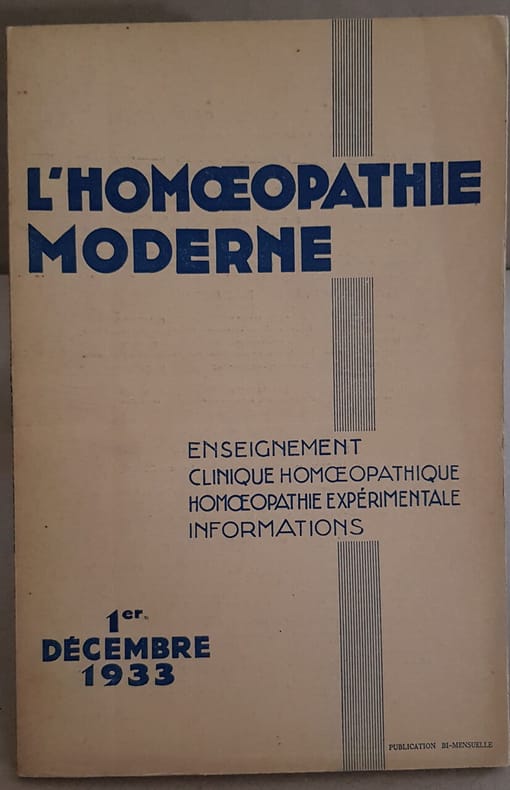 L'HOMŒOPATHIE
MODERNE
ENSEIGNEMENT
CLINIQUE HOMŒOPATHIQUE
HOMŒOPATHIE EXPÉRIMENTALE
INFORMATIONS
1er
DÉCEMBRE
1933
PUBLICATION BI-MENSUELLE